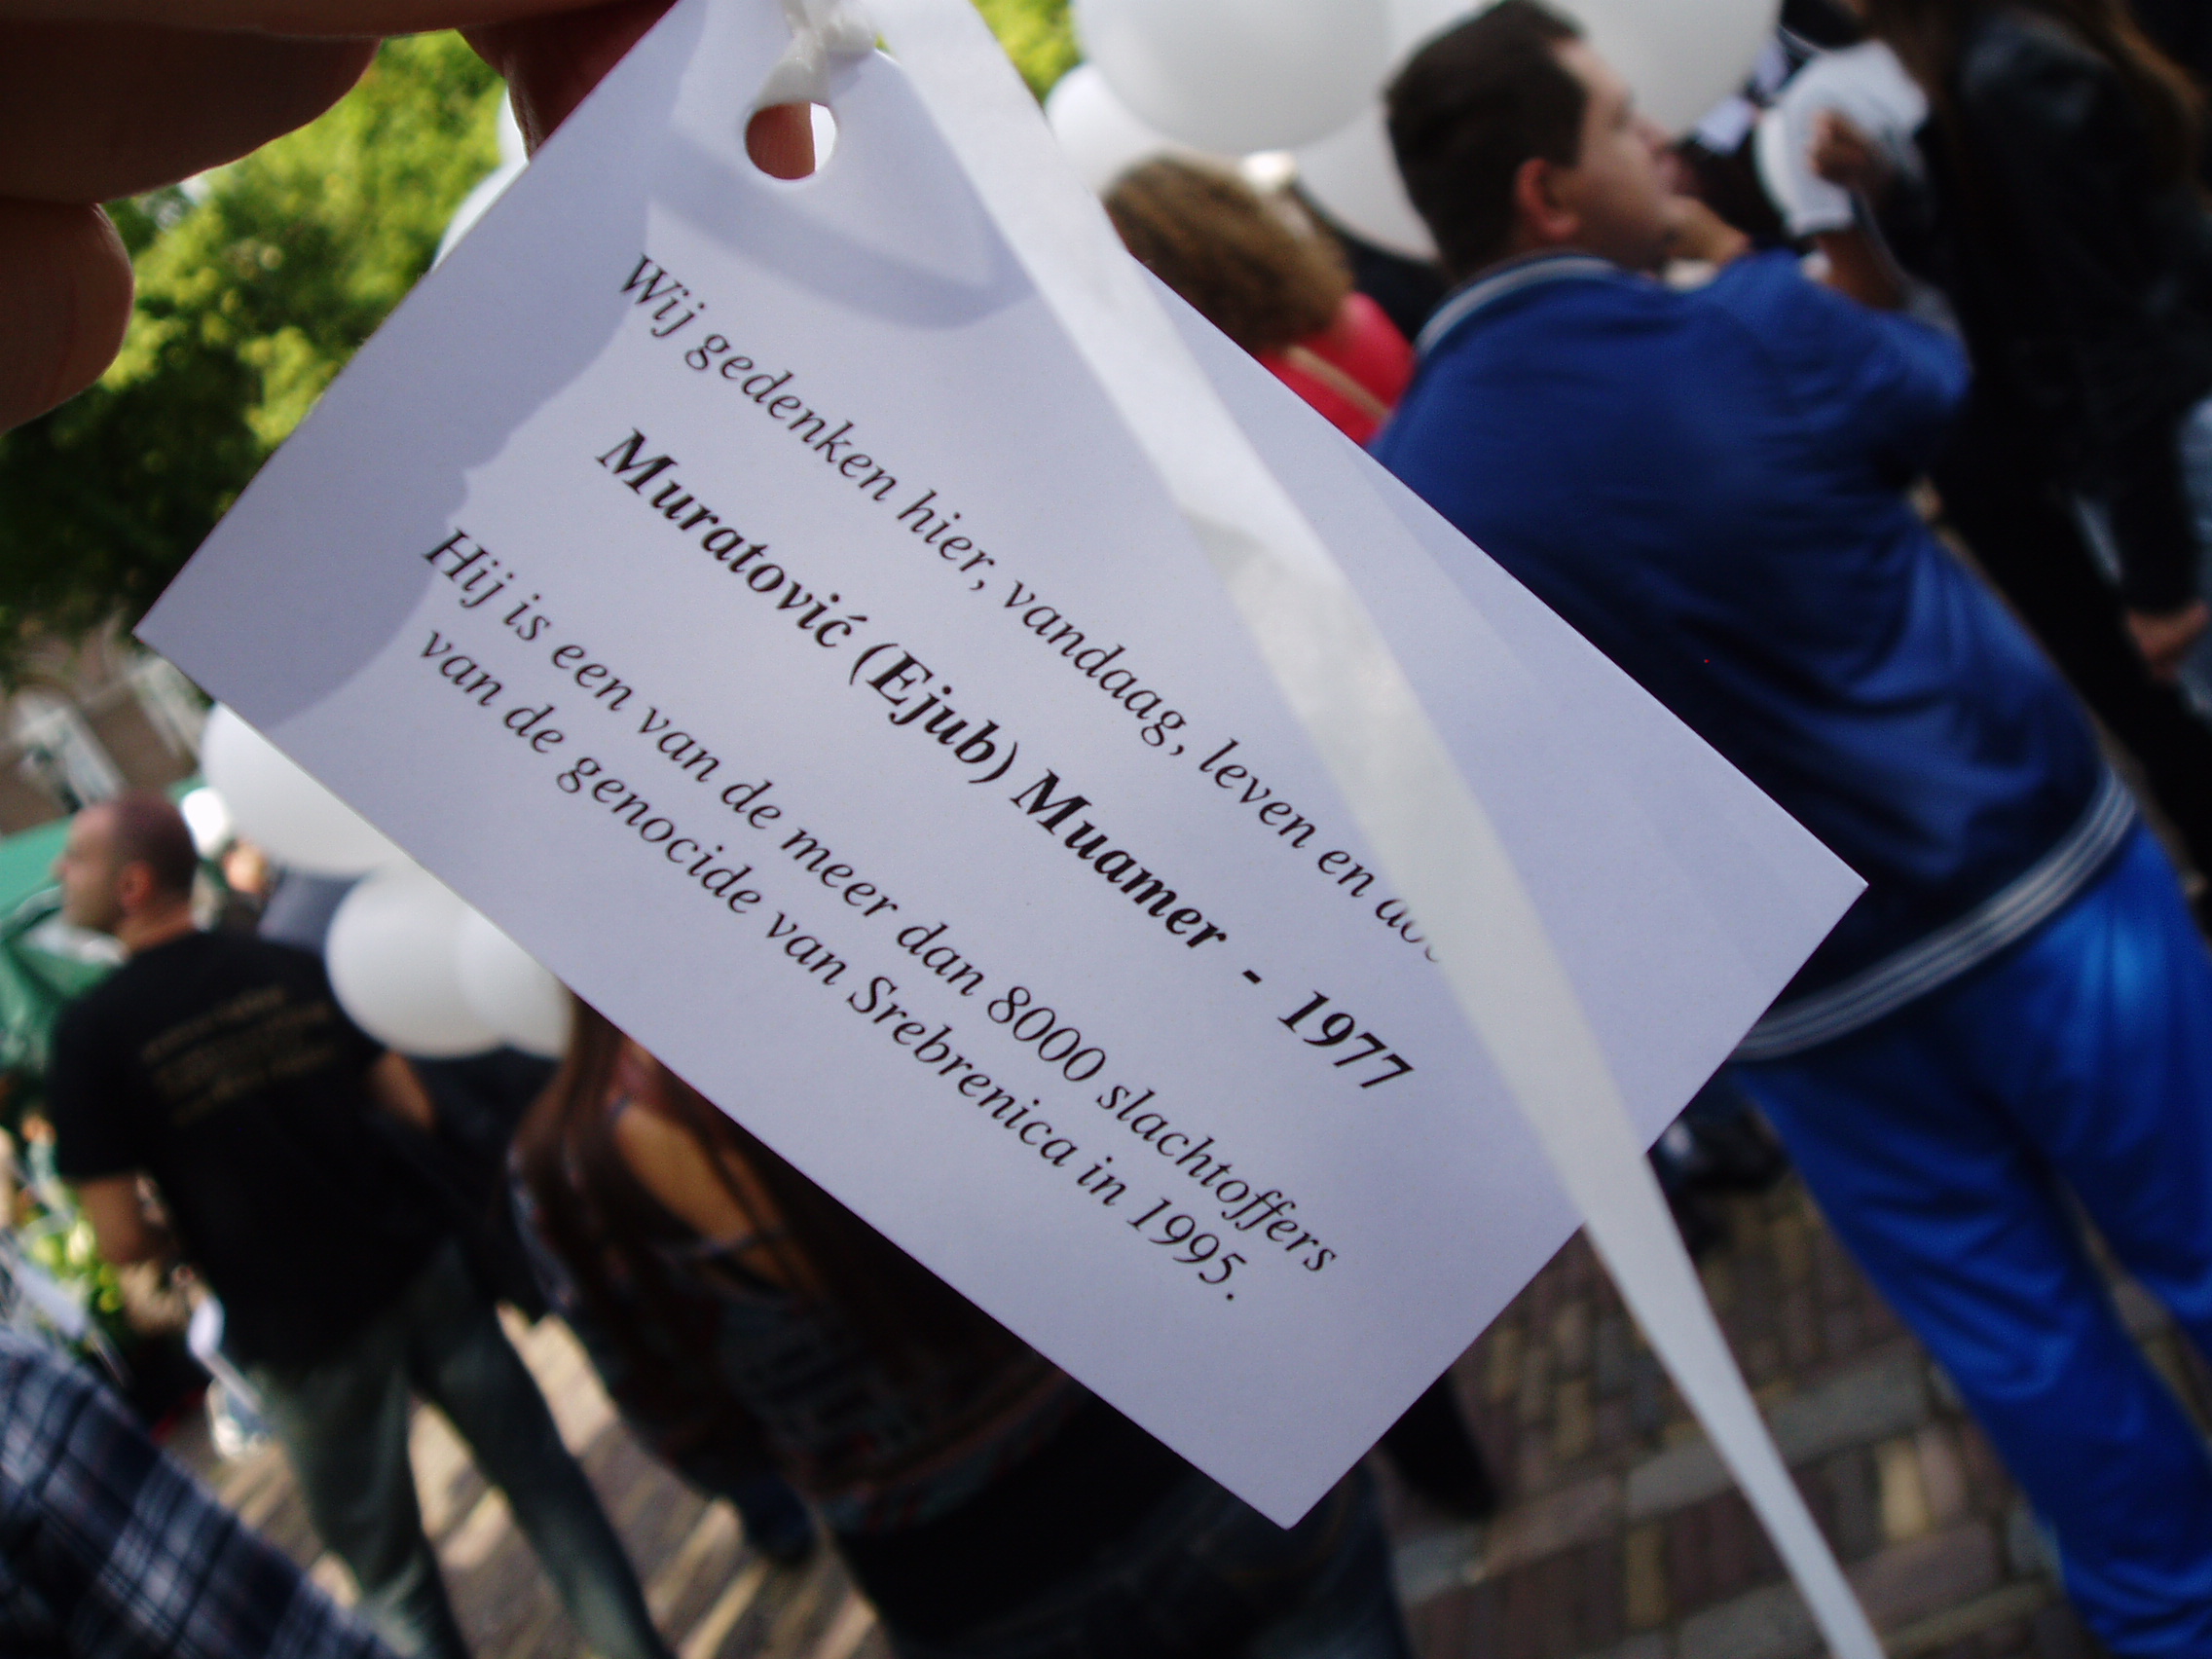 Wij gedenken hier, vandaag, leven en
Muratović (Ejub) Muamer - 1977
Hij is een van de meer dan 8000 slachtoffers
van de genocide van Srebrenica in 1995.